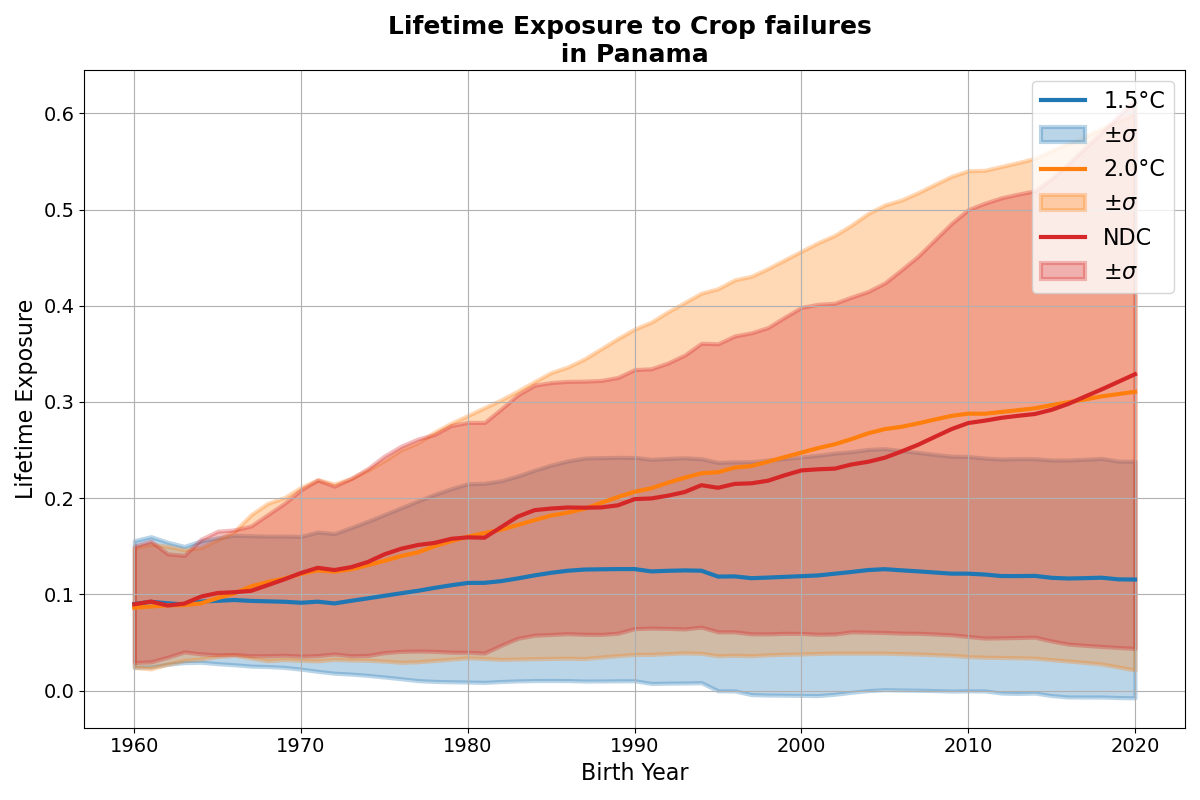 Lifetime Exposure to Crop failures
in Panama
1.5°C
±σ
2.0°C
±σ
NDC
±σ
Lifetime Exposure
0.6
0.5
0.4
0.3
0.2
0.1
0.0
1960 1970 1980 1990 2000 2010 2020
Birth Year